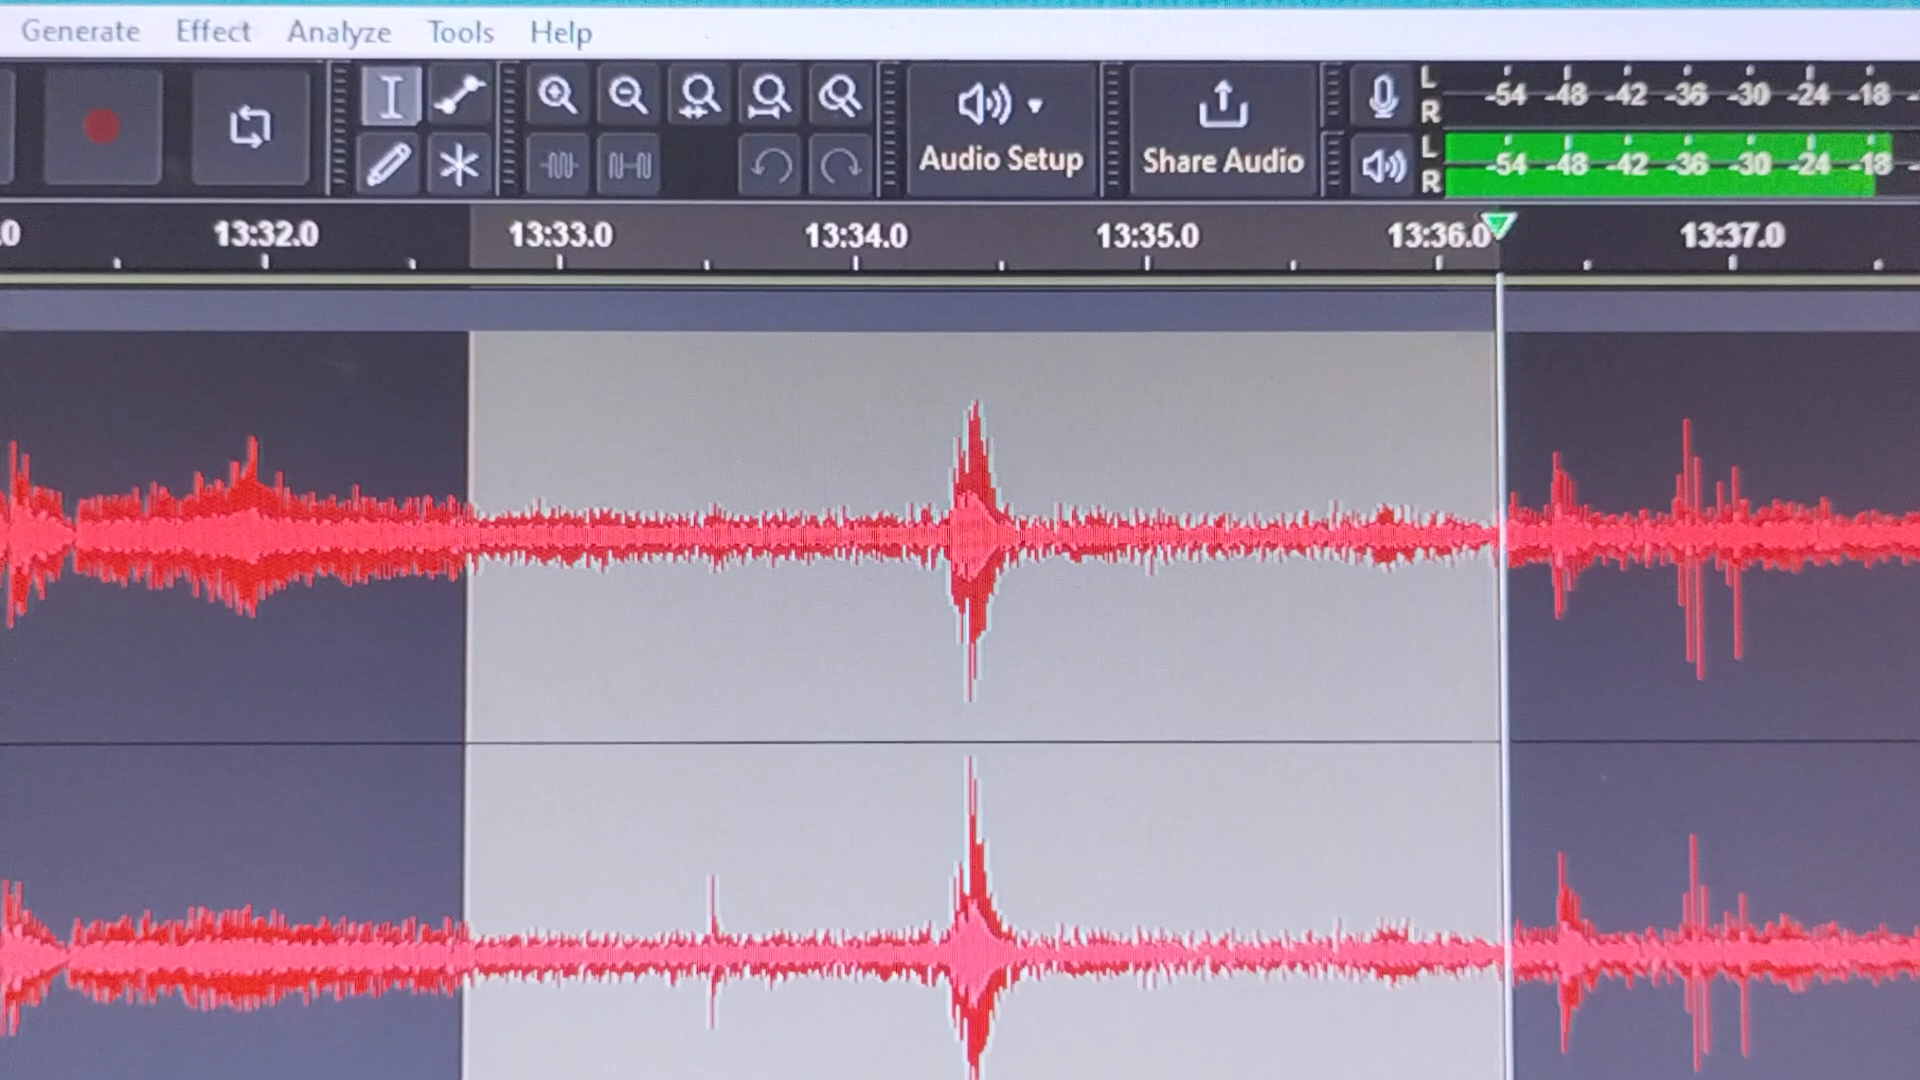 Generate Effect Analyze Tools Help
L
R
-54 -48 -42 -36 -30 -24 -18
Audio Setup
Share Audio
L
R
-54 -48 -42 -36 -30 -24 -18
.0 13:32.0 13:33.0 13:34.0 13:35.0 13:36.0 13:37.0